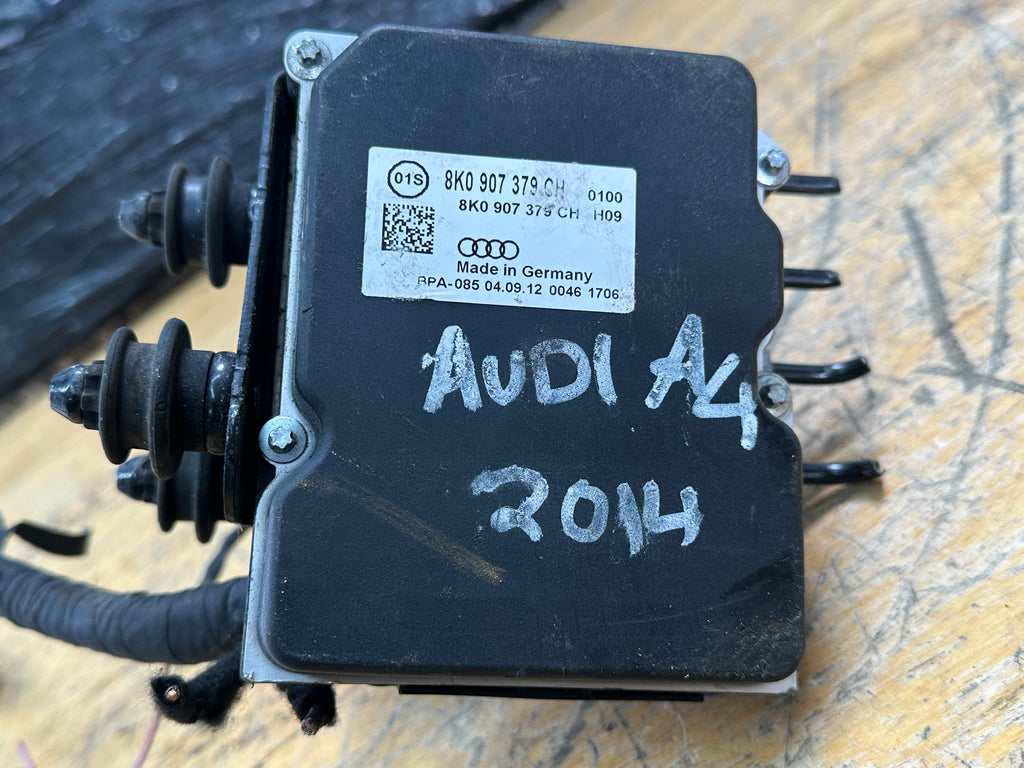 01S
8K0 907 379 CH 0100
8K0 907 379 CH H09
Made in Germany
BPA-085 04.09.12 0046 1706
AUDI A4
2014